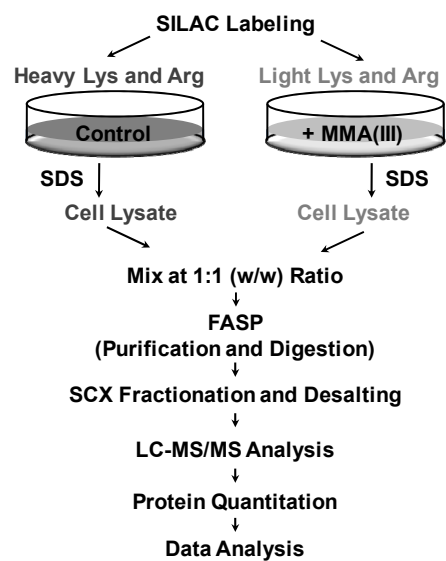 SILAC Labeling
Heavy Lys and Arg
Light Lys and Arg
Control
+ MMA(III)
SDS
SDS
Cell Lysate
Cell Lysate
Mix at 1:1 (w/w) Ratio
FASP
(Purification and Digestion)
SCX Fractionation and Desalting
LC-MS/MS Analysis
Protein Quantitation
Data Analysis